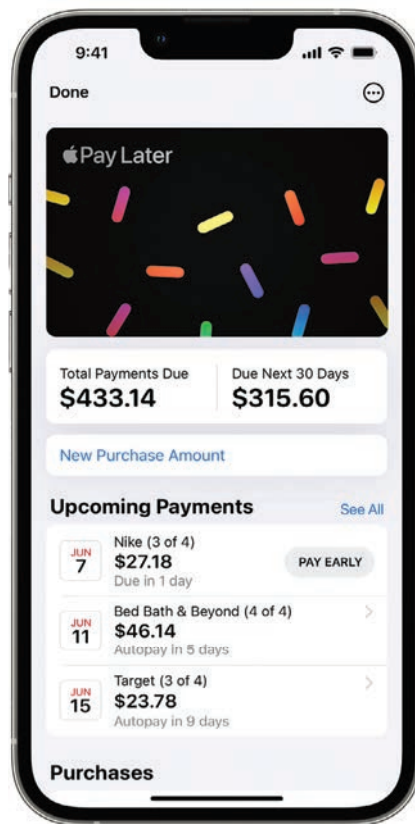 9:41
Done
Pay Later
Total Payments Due
$433.14
Due Next 30 Days
$315.60
New Purchase Amount
Upcoming Payments
See All
JUN
7
Nike (3 of 4)
$27.18
Due in 1 day
PAY EARLY
JUN
11
Bed Bath & Beyond (4 of 4)
$46.14
Autopay in 5 days
JUN
15
Target (3 of 4)
$23.78
Autopay in 9 days
Purchases